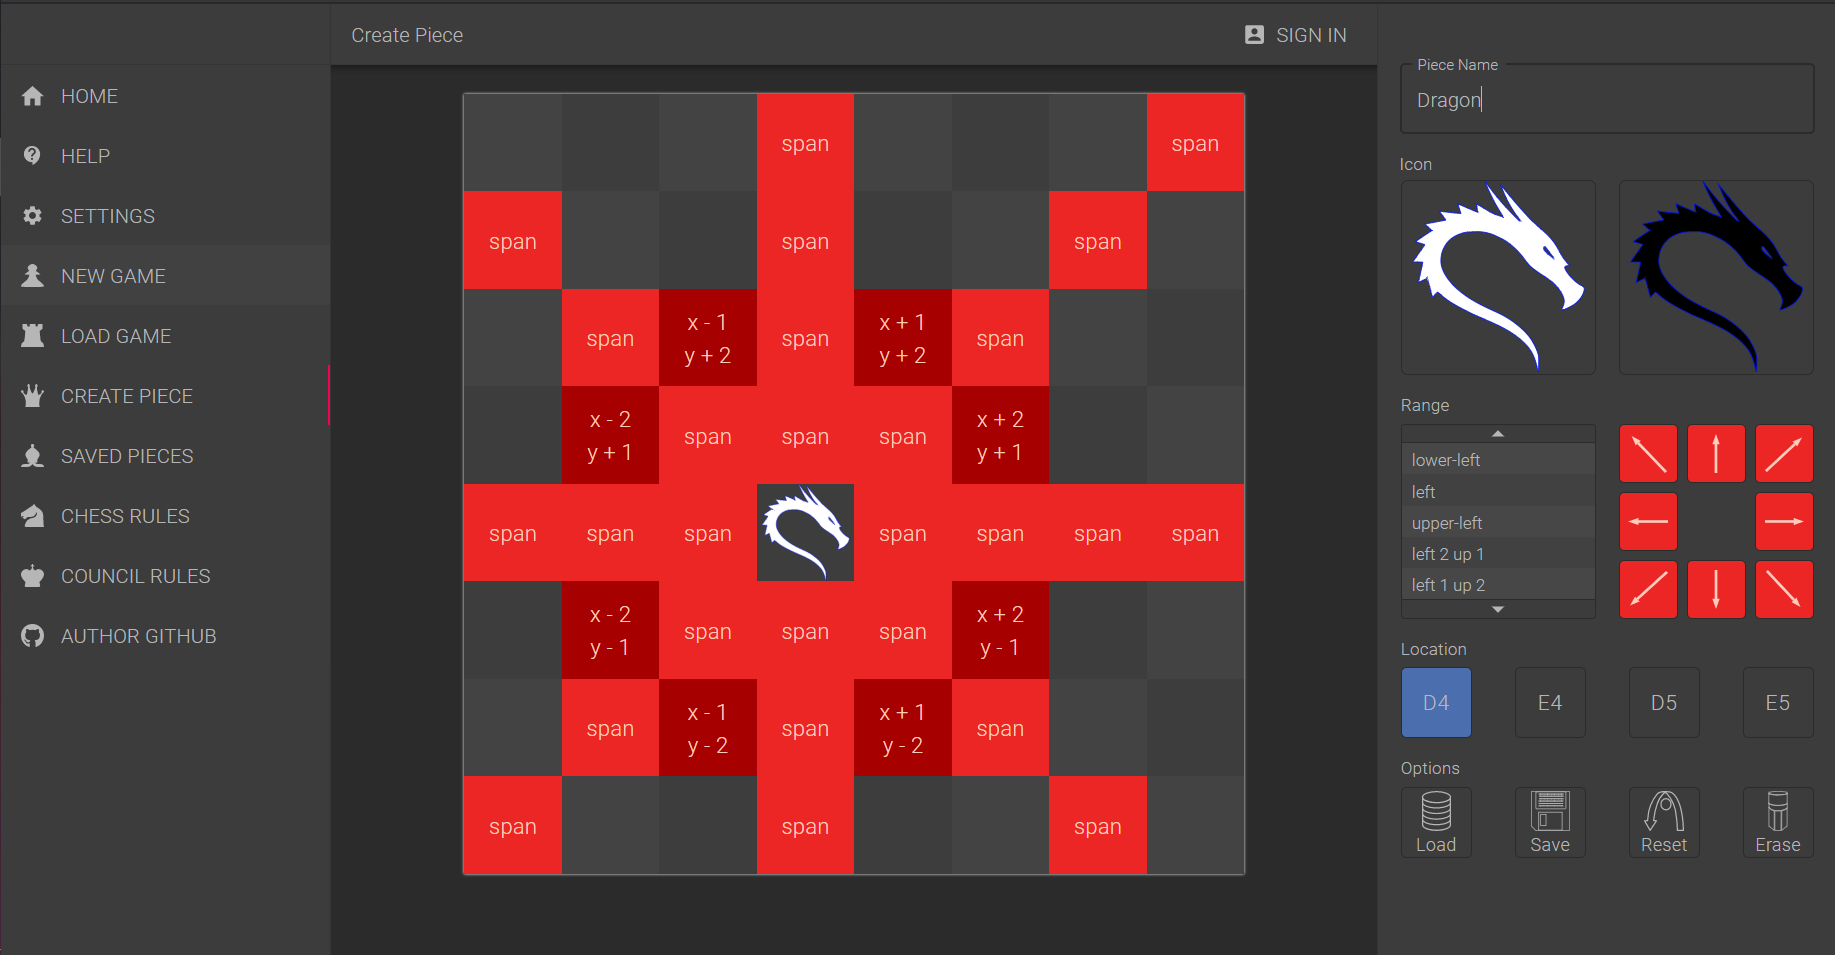 Create Piece
SIGN IN
HOME
HELP
SETTINGS
NEW GAME
LOAD GAME
CREATE PIECE
SAVED PIECES
CHESS RULES
COUNCIL RULES
AUTHOR GITHUB
span span
span span span
span x - 1 y + 2 span x + 1 y + 2 span
x - 2 y + 1 span span span x + 2 y + 1
span span span span span span span
x - 2 y - 1 span span span x + 2 y - 1
span x - 1 y - 2 span x + 1 y - 2 span
span span span
Piece Name
Dragon
Icon
Range
lower-left
left
upper-left
left 2 up 1
left 1 up 2
Location
D4 E4 D5 E5
Options
Load Save Reset Erase